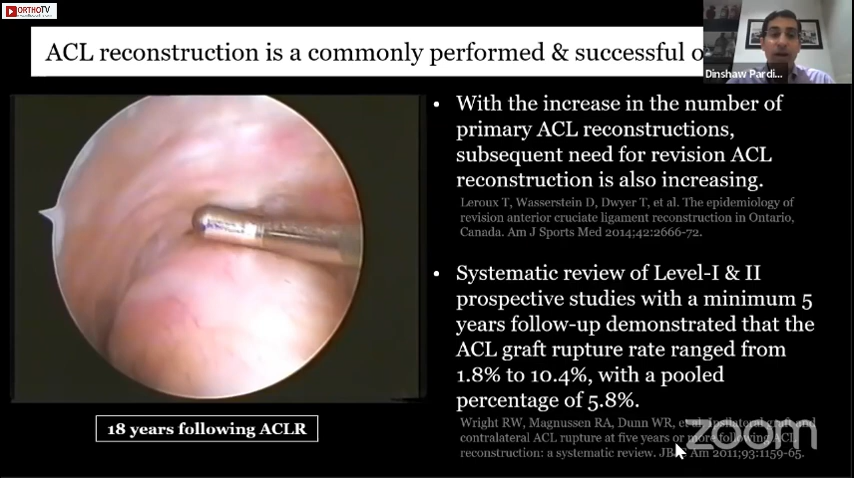 ORTHOTV
ACL reconstruction is a commonly performed & successful o
Dinshaw Pardi...
• With the increase in the number of
primary ACL reconstructions,
subsequent need for revision ACL
reconstruction is also increasing.
Leroux T, Wasserstein D, Dwyer T, et al. The epidemiology of
revision anterior cruciate ligament reconstruction in Ontario,
Canada. Am J Sports Med 2014;42:2666-72.
• Systematic review of Level-I & II
prospective studies with a minimum 5
years follow-up demonstrated that the
ACL graft rupture rate ranged from
1.8% to 10.4%, with a pooled
percentage of 5.8%.
Wright RW, Magnussen RA, Dunn WR, et al. Ipsilateral graft and
contralateral ACL rupture at five years or more following ACL
reconstruction: a systematic review. Am 2011;93:1159-65.
18 years following ACLR
zoom